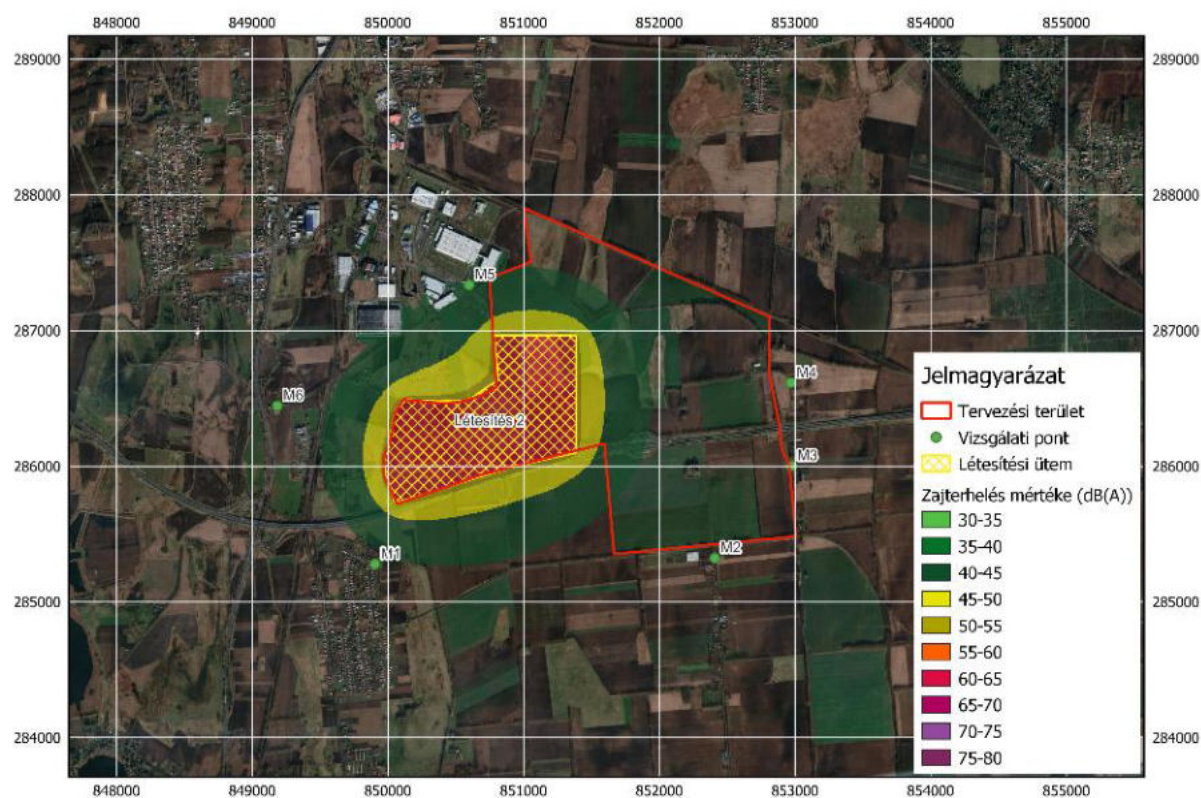 848000 849000 850000 851000 852000 853000 854000 855000
289000 289000
288000 288000
M5
287000 287000
M4
M6
Létesítés 2
286000 286000
M3
M1
M2
285000 285000
284000 284000
Jelmagyarázat
Tervezési terület
Vizsgálati pont
Létesítési ütem
Zajterhelés mértéke (dB(A))
30-35
35-40
40-45
45-50
50-55
55-60
60-65
65-70
70-75
75-80
848000 849000 850000 851000 852000 853000 854000 855000